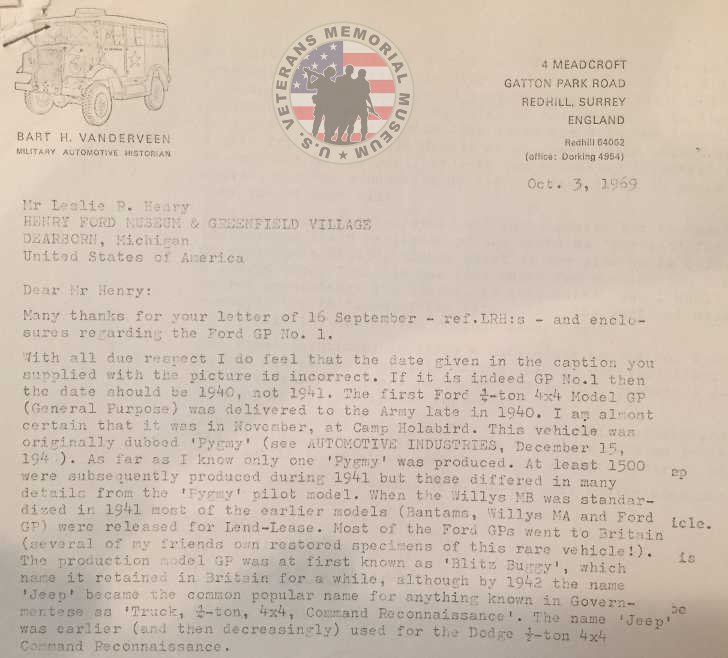 U.S. VETERANS MEMORIAL MUSEUM
BART H. VANDERVEEN
MILITARY AUTOMOTIVE HISTORIAN
4 MEADCROFT
GATTON PARK ROAD
REDHILL, SURREY
ENGLAND
Redhill 64062
(office: Dorking 4954)
Oct. 3, 1969
Mr Leslie R. Henry
HENRY FORD MUSEUM & GREENFIELD VILLAGE
DEARBORN, Michigan
United States of America
Dear Mr Henry:
Many thanks for your letter of 16 September - ref.LRH:s - and enclo-
sures regarding the Ford GP No. 1.
With all due respect I do feel that the date given in the caption you
supplied with the picture is incorrect. If it is indeed GP No.1 then
the date should be 1940, not 1941. The first Ford ¼-ton 4x4 Model GP
(General Purpose) was delivered to the Army late in 1940. I am almost
certain that it was in November, at Camp Holabird. This vehicle was
originally dubbed 'Pygmy' (see AUTOMOTIVE INDUSTRIES, December 15,
194 ). As far as I know only one 'Pygmy' was produced. At least 1500
were subsequently produced during 1941 but these differed in many
details from the 'Pygmy' pilot model. When the Willys MB was standar-
dized in 1941 most of the earlier models (Bantams, Willys MA and Ford
GP) were released for Lend-Lease. Most of the Ford GPs went to Britain
(several of my friends own restored specimens of this rare vehicle!).
The production model GP was at first known as 'Blitz Buggy', which
name it retained in Britain for a while, although by 1942 the name
'Jeep' became the common popular name for anything known in Govern-
mentese as 'Truck, ¼-ton, 4x4, Command Reconnaissance'. The name 'Jeep'
was earlier (and then decreasingly) used for the Dodge ½-ton 4x4
Command Reconnaissance.
ep
icle.
is